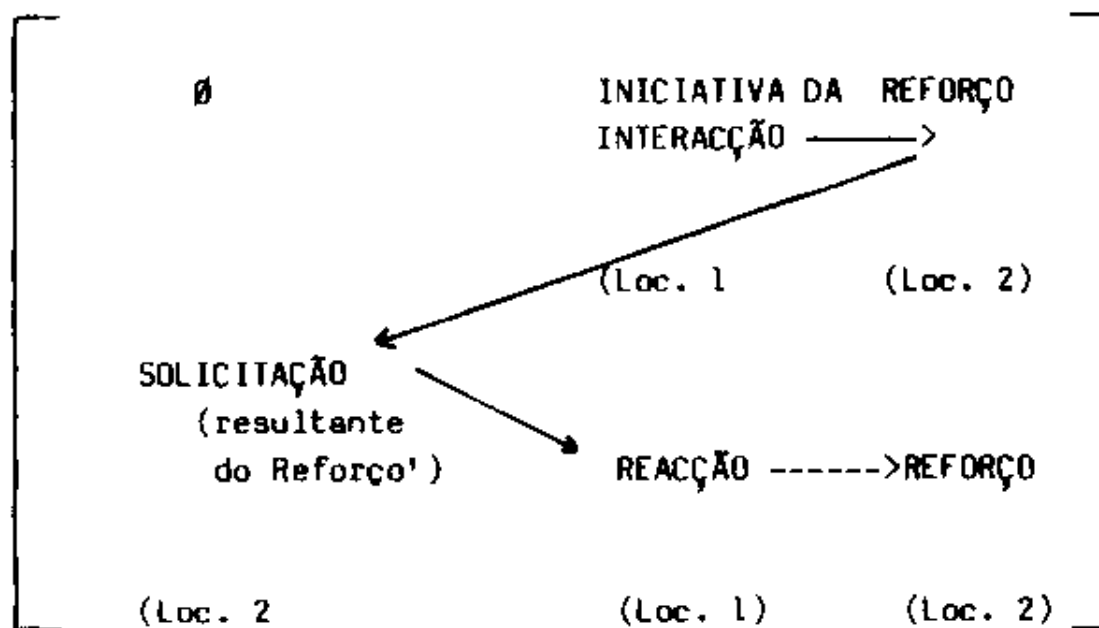 Ø INICIATIVA DA REFORÇO
INTERACÇÃO ———>
(Loc. 1 (Loc. 2)
SOLICITAÇÃO
(resultante
do Reforço')
REACÇÃO ------>REFORÇO
(Loc. 2 (Loc. 1) (Loc. 2)